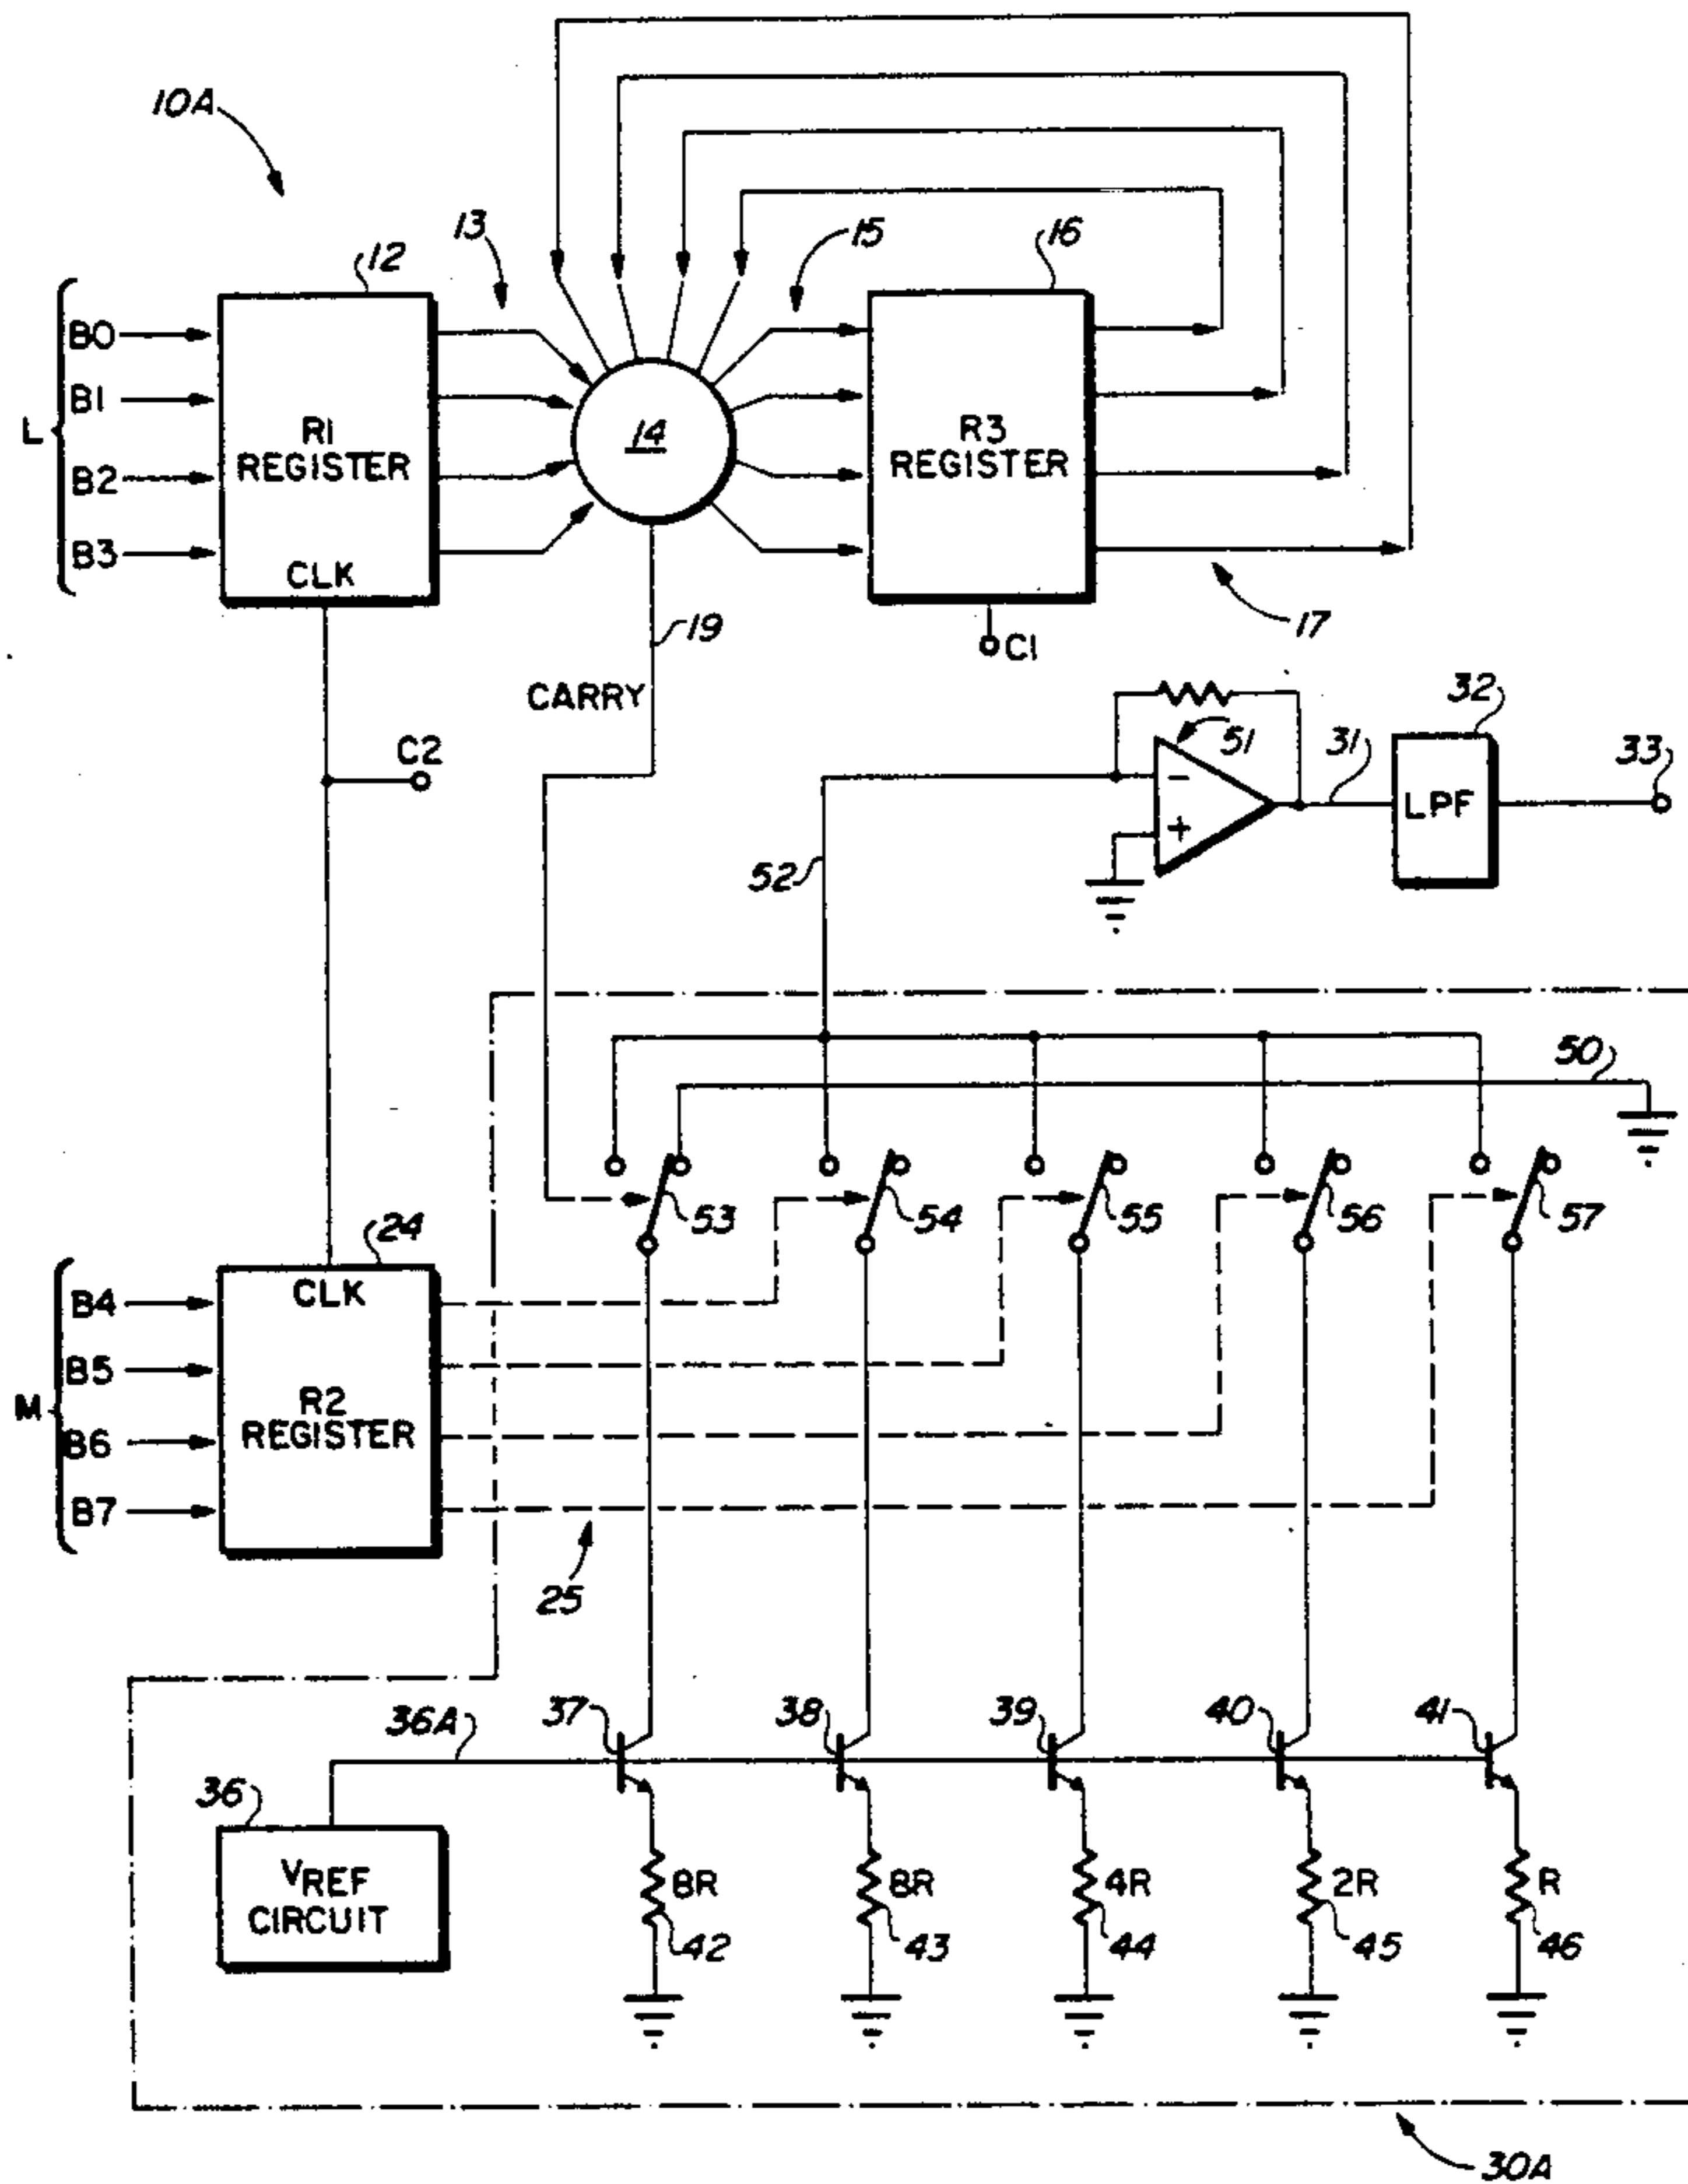 10A
13
15
16
12
L
B0
B1
B2
B3
R1
REGISTER
CLK
14
R3
REGISTER
19
C1
17
CARRY
C2
51
31
32
33
LPF
-
+
52
50
53
54
55
56
57
24
M
B4
B5
B6
B7
CLK
R2
REGISTER
25
36A
37
38
39
40
41
36
VREF
CIRCUIT
8R
8R
4R
2R
R
42
43
44
45
46
30A